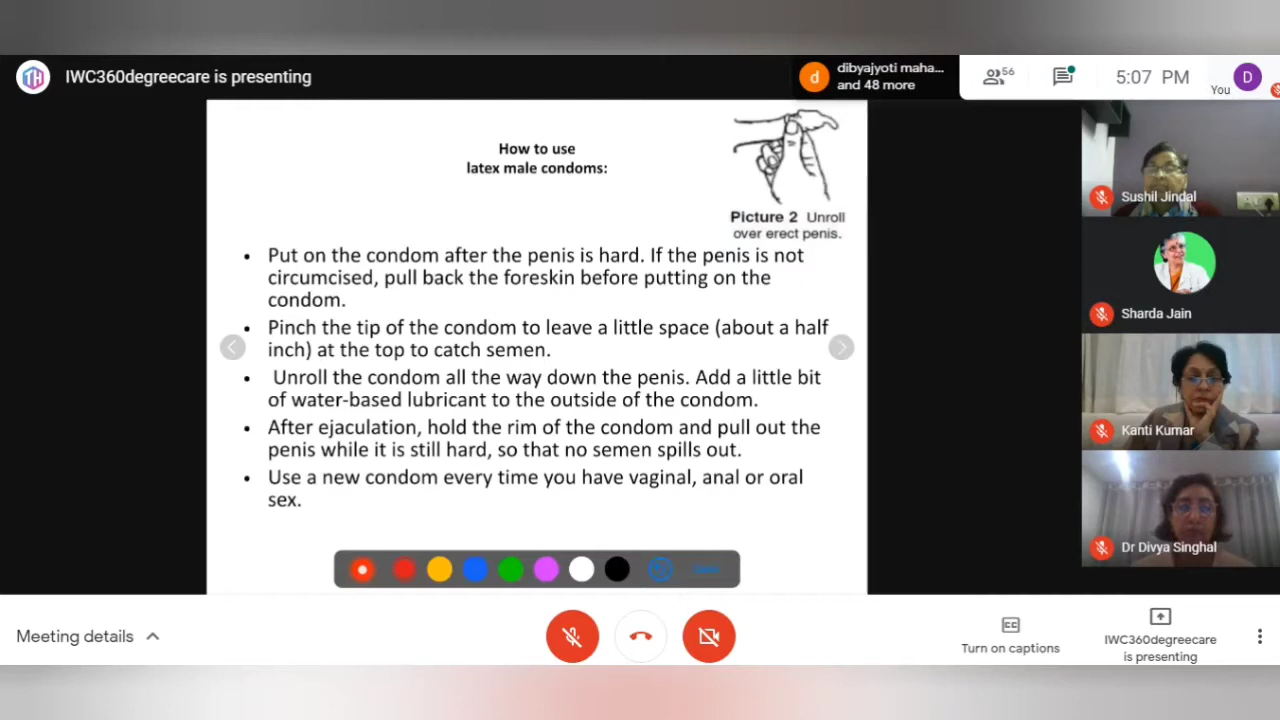 IWC360degreecare is presenting
dibyajyoti maha...
and 48 more
56
5:07 PM
You
D
d
TH
How to use
latex male condoms:
Picture 2 Unroll
over erect penis.
• Put on the condom after the penis is hard. If the penis is not
circumcised, pull back the foreskin before putting on the
condom.
• Pinch the tip of the condom to leave a little space (about a half
inch) at the top to catch semen.
• Unroll the condom all the way down the penis. Add a little bit
of water-based lubricant to the outside of the condom.
• After ejaculation, hold the rim of the condom and pull out the
penis while it is still hard, so that no semen spills out.
• Use a new condom every time you have vaginal, anal or oral
sex.
Sushil Jindal
Sharda Jain
Kanti Kumar
Dr Divya Singhal
Meeting details
CC
Turn on captions
IWC360degreecare
is presenting